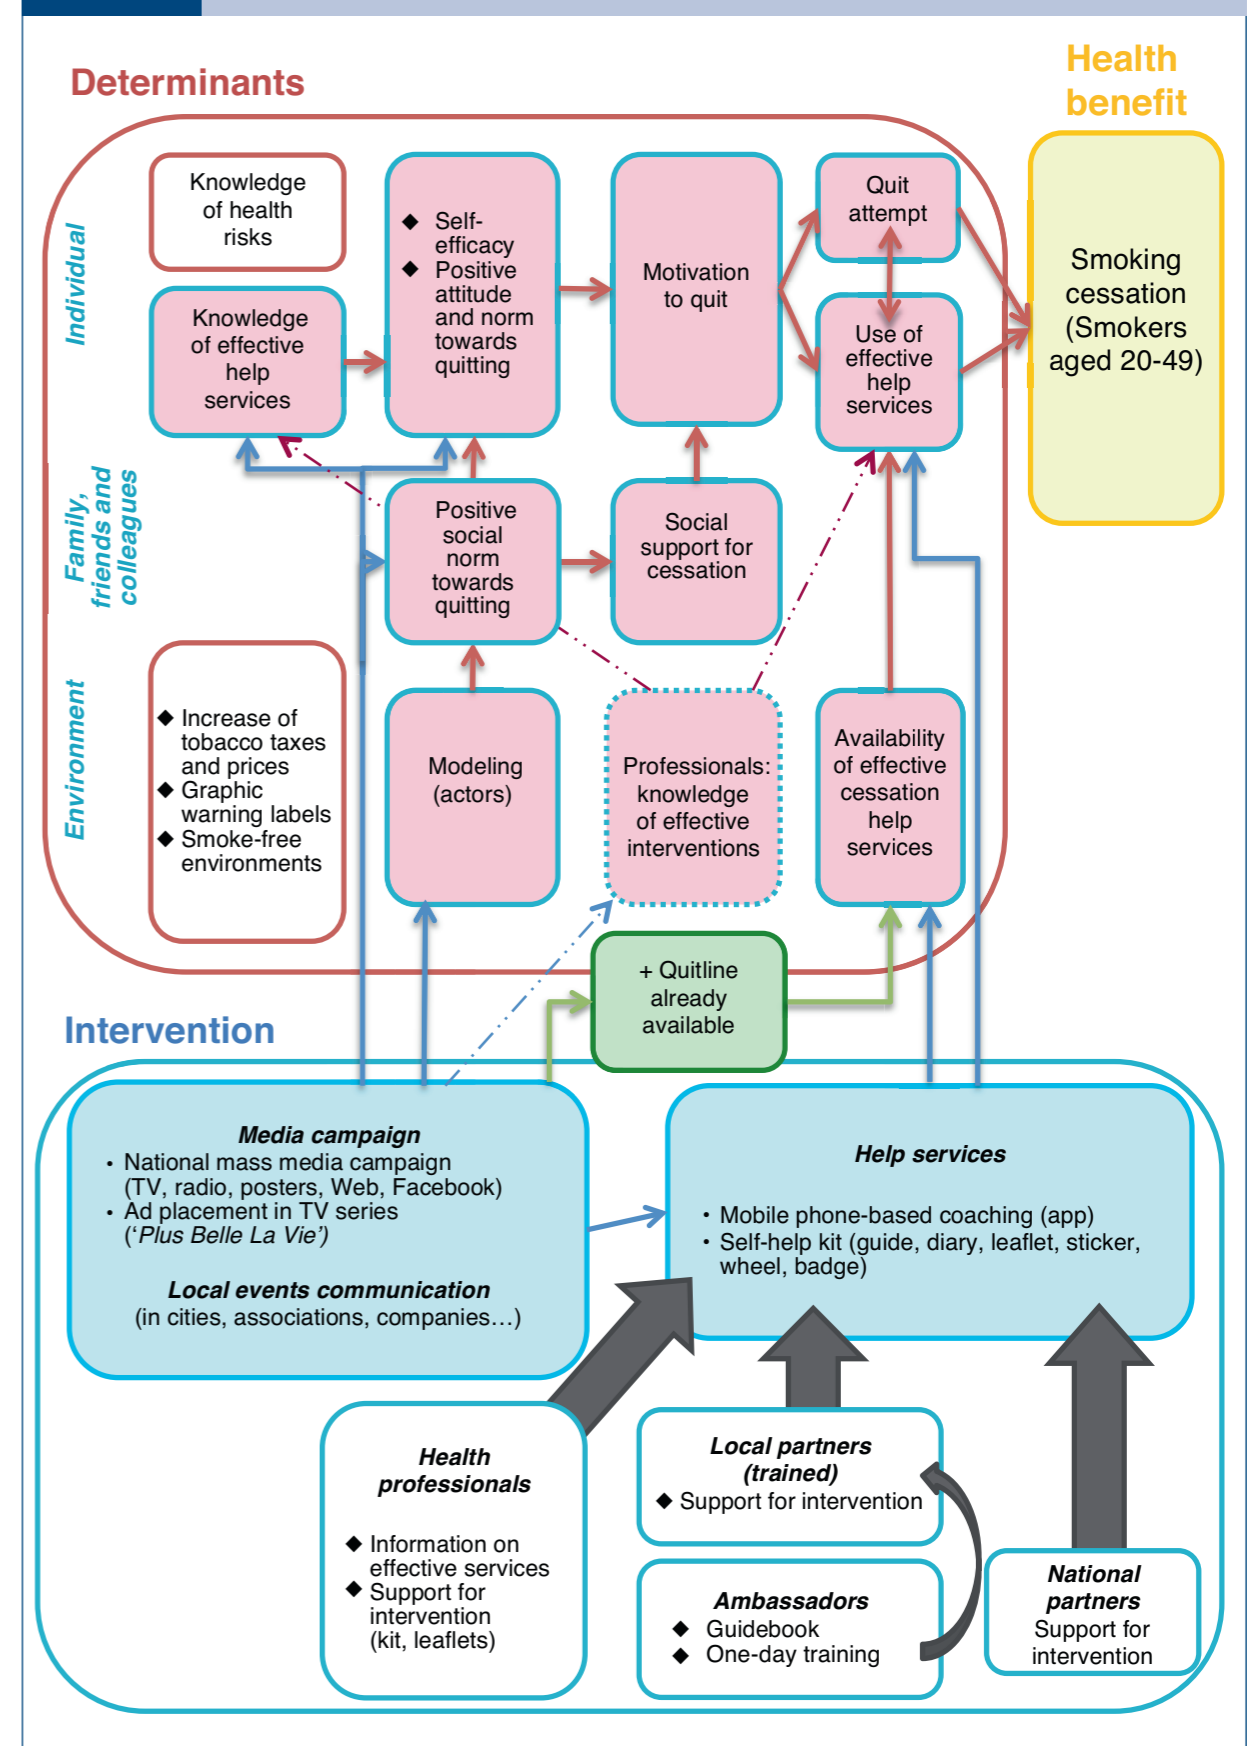 Health
benefit
Determinants
Individual
Knowledge
of health
risks
Knowledge
of effective
help
services
◆ Self-
efficacy
◆ Positive
attitude
and norm
towards
quitting
Motivation
to quit
Quit
attempt
Use of
effective
help
services
Smoking
cessation
(Smokers
aged 20-49)
Family,
friends and
colleagues
Positive
social
norm
towards
quitting
Social
support for
cessation
Environment
◆ Increase of
tobacco taxes
and prices
◆ Graphic
warning labels
◆ Smoke-free
environments
Modeling
(actors)
Professionals:
knowledge
of effective
interventions
Availability
of effective
cessation
help
services
+ Quitline
already
available
Intervention
Media campaign
• National mass media campaign
(TV, radio, posters, Web, Facebook)
• Ad placement in TV series
(‘Plus Belle La Vie’)
Local events communication
(in cities, associations, companies…)
Help services
• Mobile phone-based coaching (app)
• Self-help kit (guide, diary, leaflet, sticker,
wheel, badge)
Health
professionals
◆ Information on
effective services
◆ Support for
intervention
(kit, leaflets)
Local partners
(trained)
◆ Support for intervention
Ambassadors
◆ Guidebook
◆ One-day training
National
partners
Support for
intervention